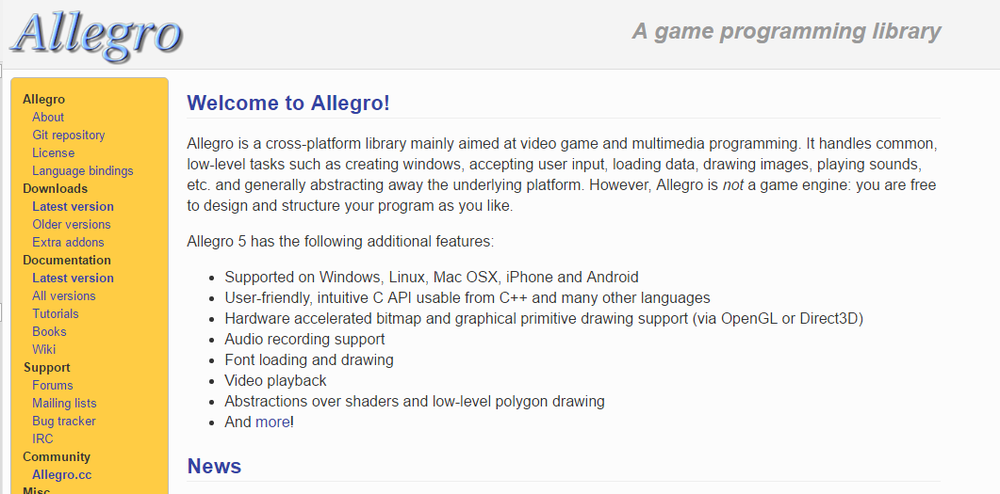 Allegro
A game programming library
Allegro
About
Git repository
License
Language bindings
Downloads
Latest version
Older versions
Extra addons
Documentation
Latest version
All versions
Tutorials
Books
Wiki
Support
Forums
Mailing lists
Bug tracker
IRC
Community
Allegro.cc
Misc
Welcome to Allegro!
Allegro is a cross-platform library mainly aimed at video game and multimedia programming. It handles common,
low-level tasks such as creating windows, accepting user input, loading data, drawing images, playing sounds,
etc. and generally abstracting away the underlying platform. However, Allegro is not a game engine: you are free
to design and structure your program as you like.
Allegro 5 has the following additional features:
• Supported on Windows, Linux, Mac OSX, iPhone and Android
• User-friendly, intuitive C API usable from C++ and many other languages
• Hardware accelerated bitmap and graphical primitive drawing support (via OpenGL or Direct3D)
• Audio recording support
• Font loading and drawing
• Video playback
• Abstractions over shaders and low-level polygon drawing
• And more!
News